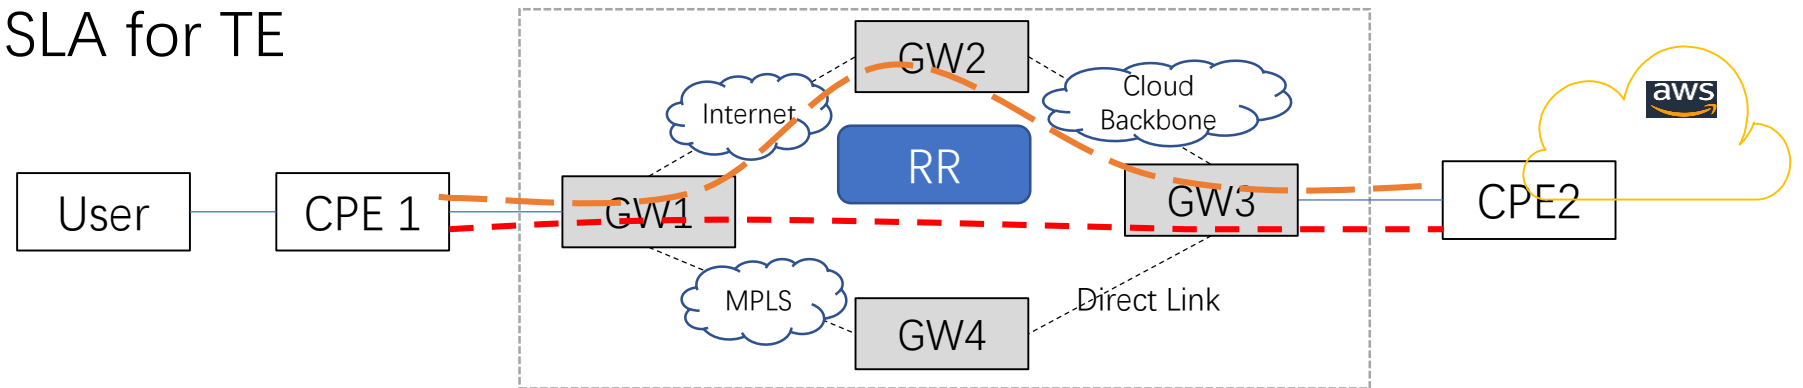 SLA for TE
GW2
Internet
Cloud
Backbone
aws
RR
User
CPE 1
GW1
GW3
CPE2
MPLS
Direct Link
GW4